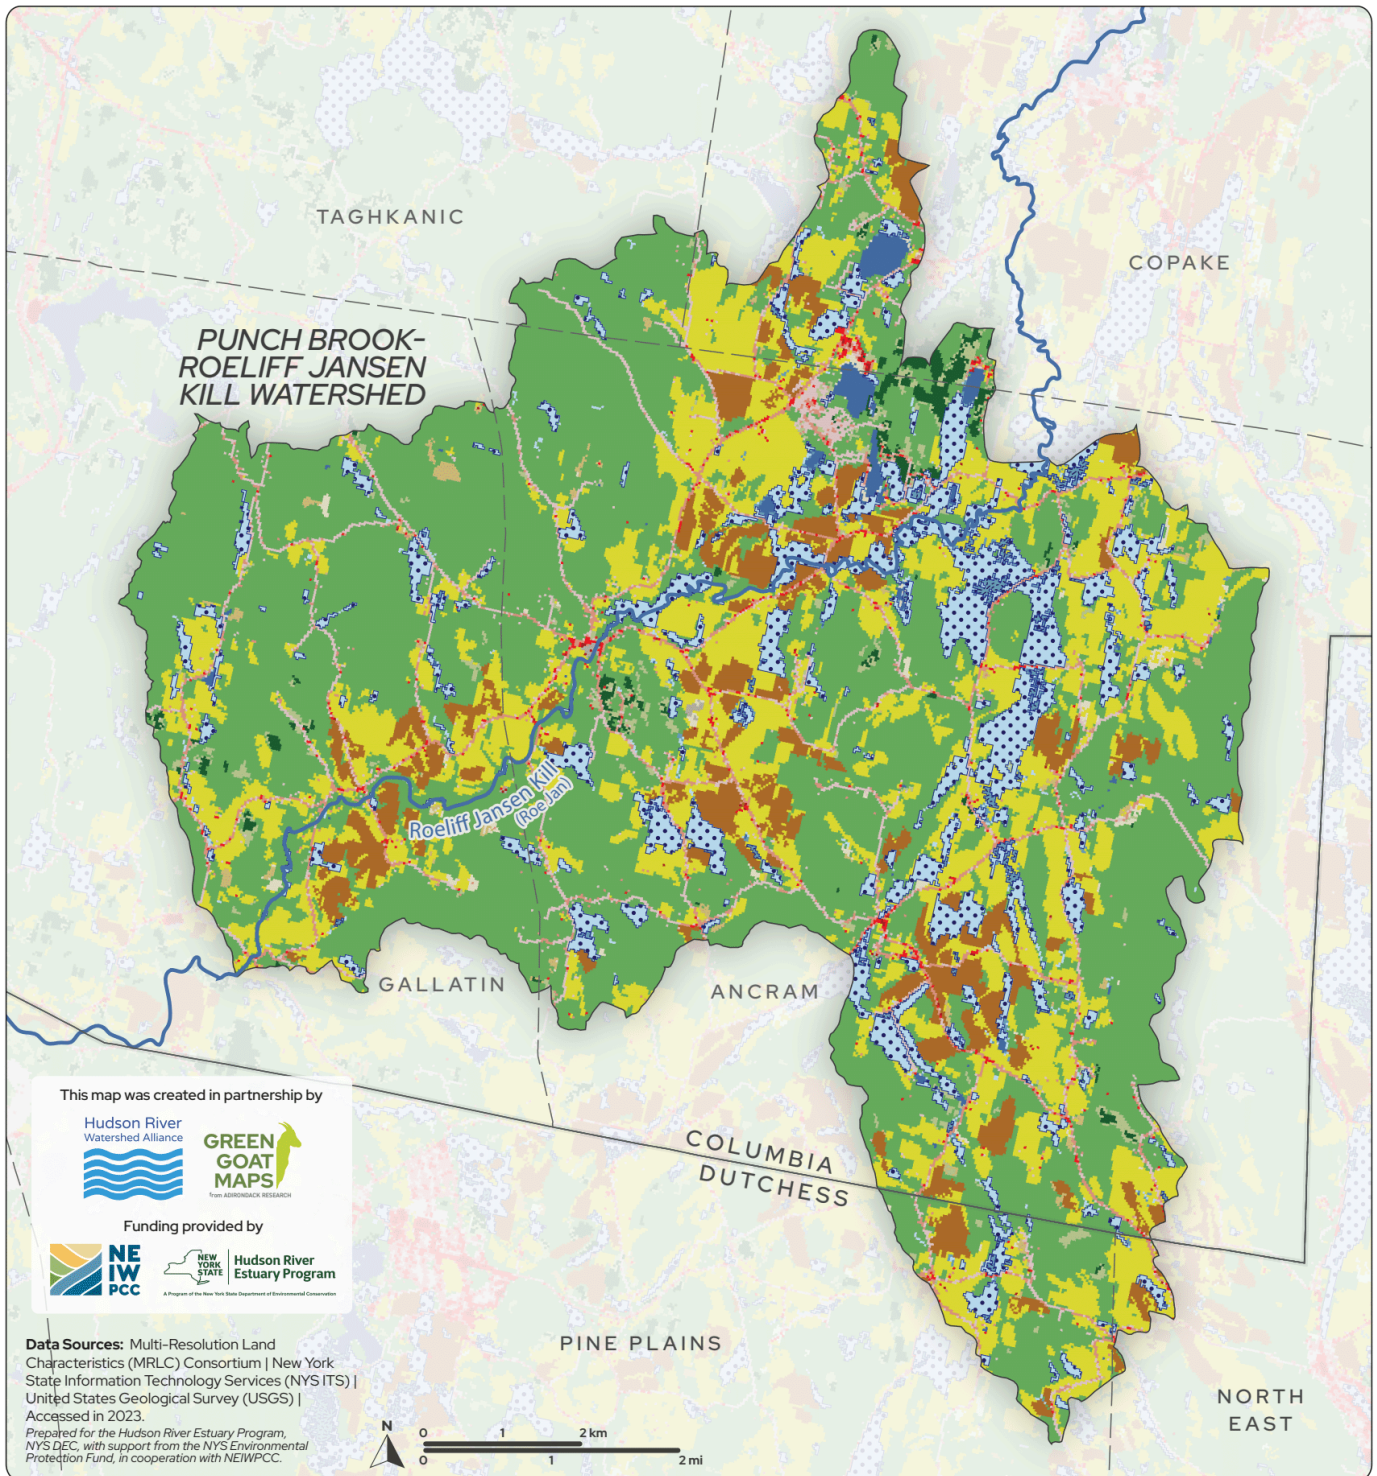 TAGHKANIC
COPAKE
PUNCH BROOK-
ROELIFF JANSEN
KILL WATERSHED
Roeliff Jansen Kill
(Roe Jan)
GALLATIN
ANCRAM
COLUMBIA
DUTCHESS
PINE PLAINS
NORTH
EAST
This map was created in partnership by
Hudson River
Watershed Alliance
GREEN
GOAT
MAPS
from ADIRONDACK RESEARCH
Funding provided by
NE
IW
PCC
NEW
YORK
STATE
Hudson River
Estuary Program
A Program of the New York State Department of Environmental Conservation
Data Sources: Multi-Resolution Land
Characteristics (MRLC) Consortium | New York
State Information Technology Services (NYS ITS) |
United States Geological Survey (USGS) |
Accessed in 2023.
Prepared for the Hudson River Estuary Program,
NYS DEC, with support from the NYS Environmental
Protection Fund, in cooperation with NEIWPCC.
N
0 1 2 km
0 1 2 mi